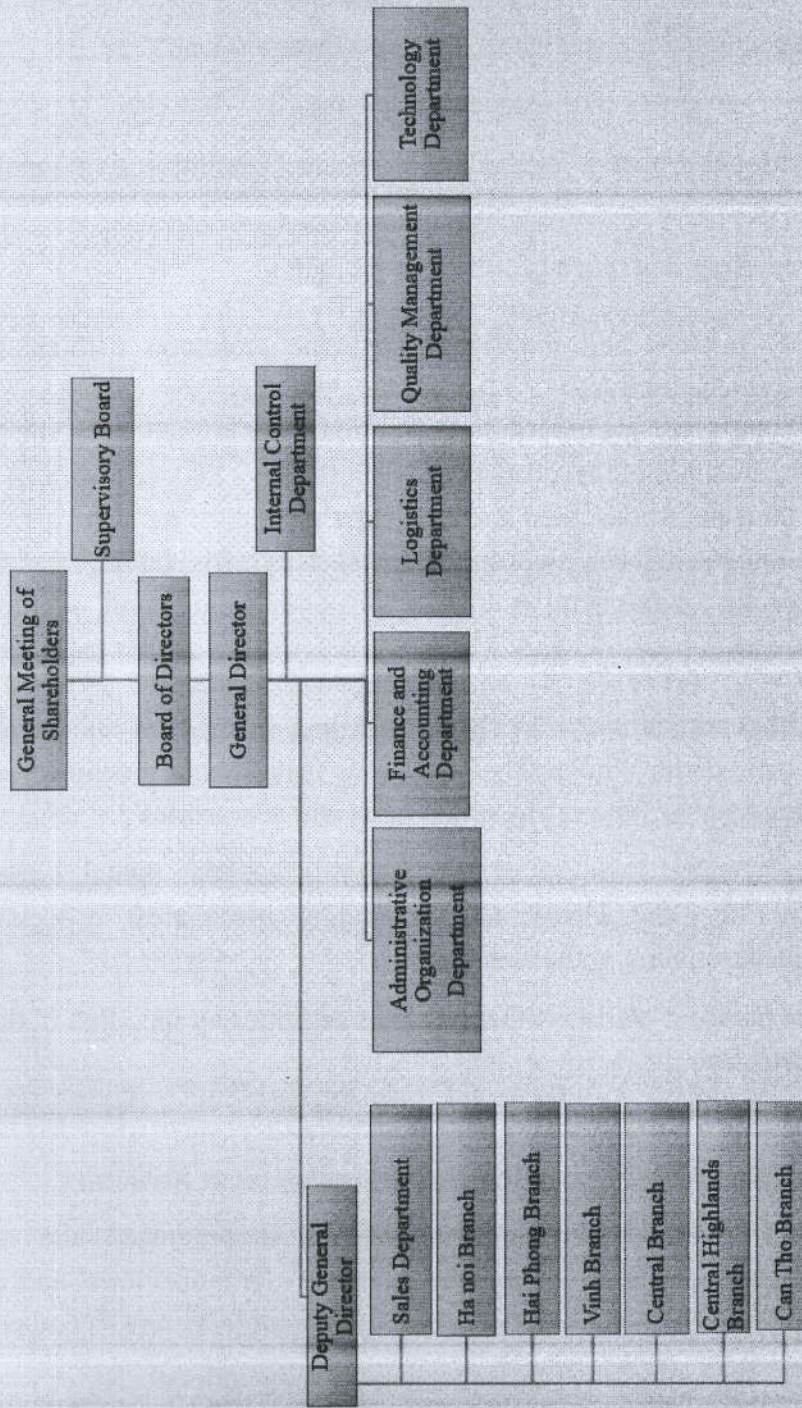 General Meeting of
Shareholders
Supervisory Board
Board of Directors
General Director
Internal Control
Department
Deputy General
Director
Sales Department
Ha noi Branch
Hai Phong Branch
Vinh Branch
Central Branch
Central Highlands
Branch
Can Tho Branch
Administrative
Organization
Department
Finance and
Accounting
Department
Logistics
Department
Quality Management
Department
Technology
Department